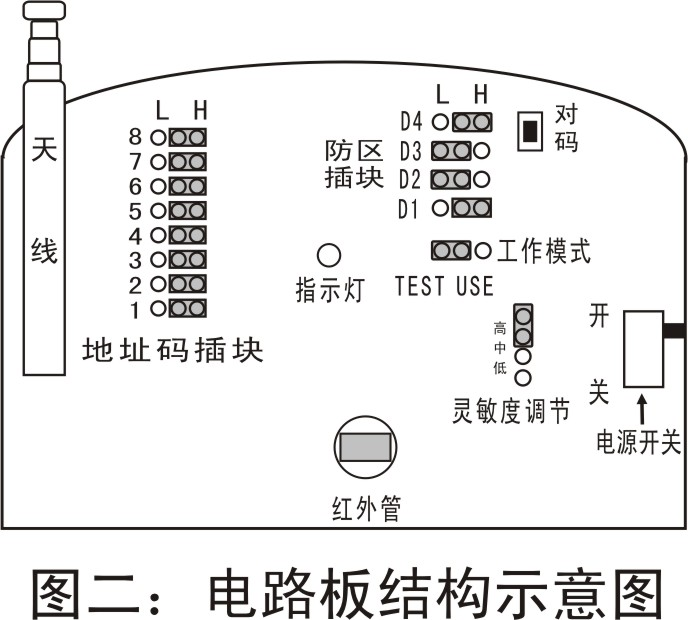 天线
L H
8
7
6
5
4
3
2
1
地址码插块
L H
D4
D3
D2
D1
防区
插块
对码
指示灯
工作模式
TEST USE
高
中
低
灵敏度调节
开
关
电源开关
红外管
图二：电路板结构示意图